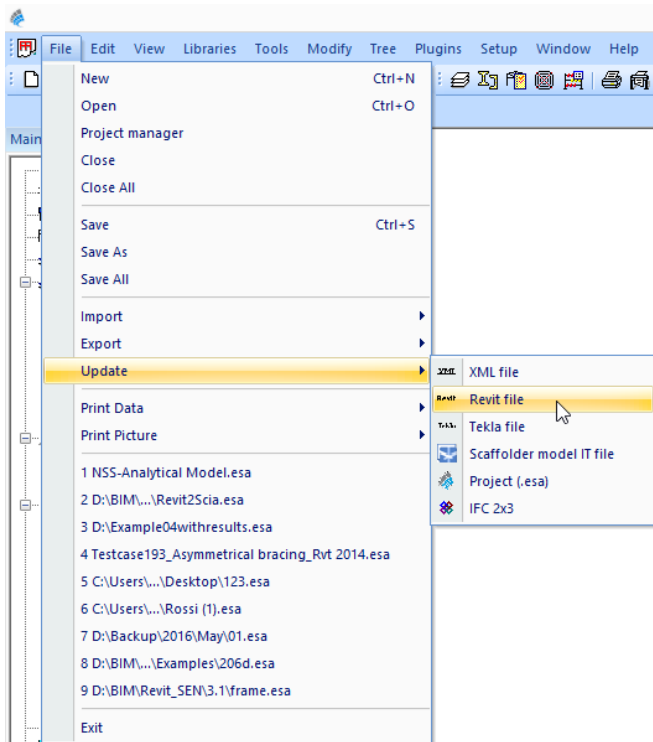 File Edit View Libraries Tools Modify Tree Plugins Setup Window Help
Main
New Ctrl+N
Open Ctrl+O
Project manager
Close
Close All
Save Ctrl+S
Save As
Save All
Import
Export
Update
Print Data
Print Picture
1 NSS-Analytical Model.esa
2 D:\BIM\...\Revit2Scia.esa
3 D:\Example04withresults.esa
4 Testcase193_Asymmetrical bracing_Rvt 2014.esa
5 C:\Users\...\Desktop\123.esa
6 C:\Users\...\Rossi (1).esa
7 D:\Backup\2016\May\01.esa
8 D:\BIM\...\Examples\206d.esa
9 D:\BIM\Revit_SEN\3.1\frame.esa
Exit
XML XML file
Revit Revit file
Tekla Tekla file
Scaffolder model IT file
Project (.esa)
IFC 2x3